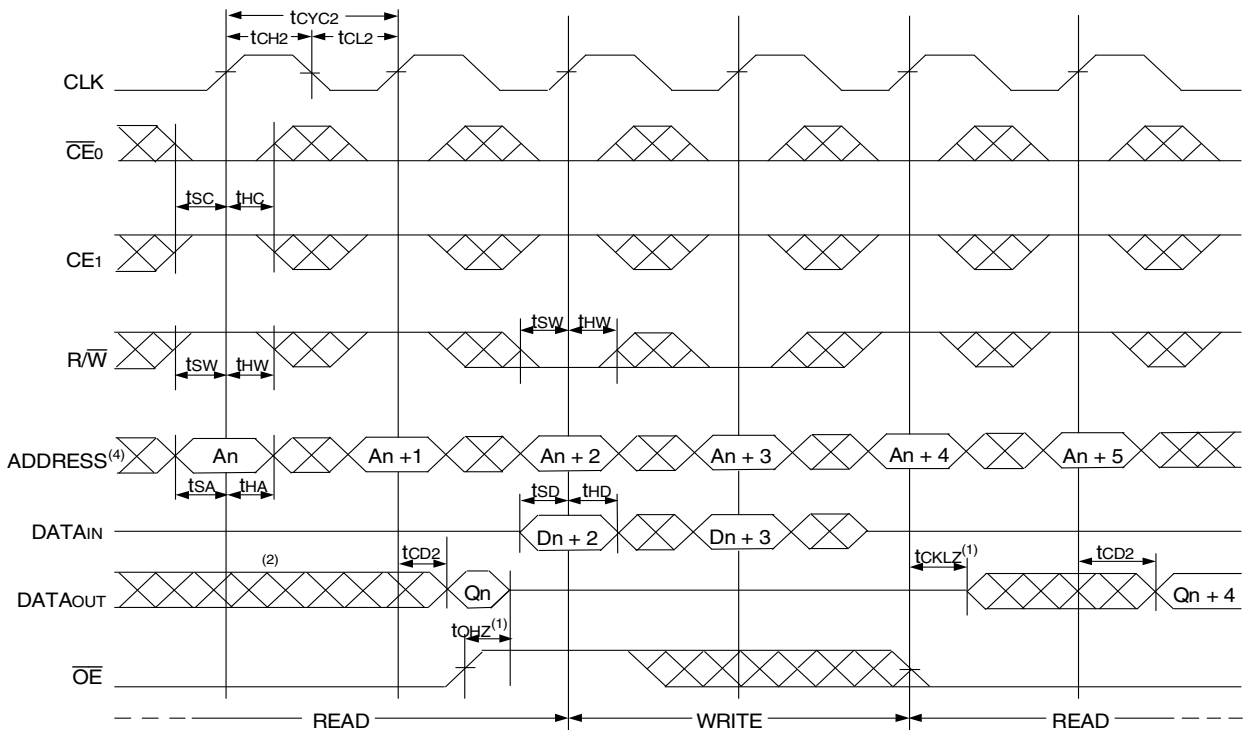 tCYC2
tCH2 tCL2
CLK
CE0
tSC tHC
CE1
tSW tHW
R/W
tSW tHW
ADDRESS(4) An An +1 An + 2 An + 3 An + 4 An + 5
tSA tHA
tSD tHD
DATAIN Dn + 2 Dn + 3
tCD2 tCKLZ(1) tCD2
(2)
DATAOUT Qn Qn + 4
tOHZ(1)
OE
READ WRITE READ